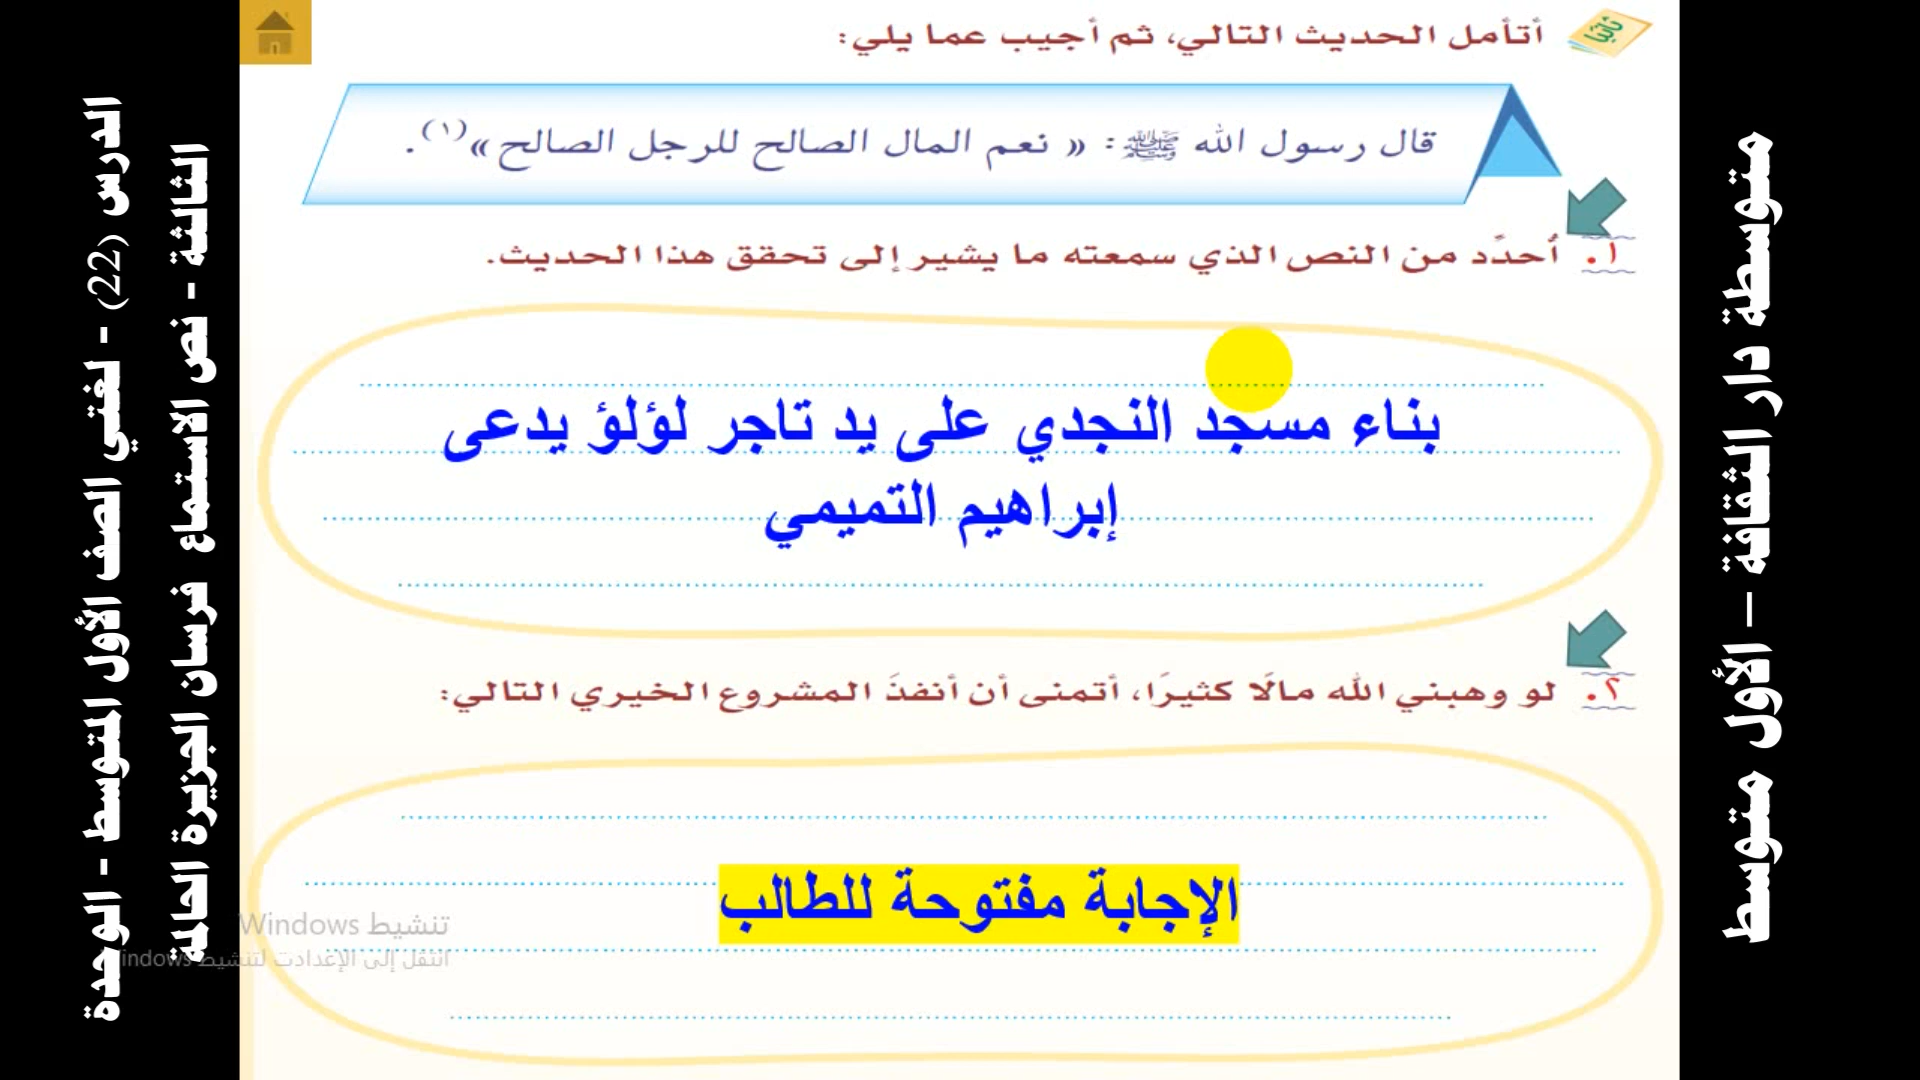 ثانيًا
أتأمل الحديث التالي، ثم أجيب عما يلي:
قال رسول الله ﷺ: « نعم المال الصالح للرجل الصالح »(١).
١. أحدِّد من النص الذي سمعته ما يشير إلى تحقق هذا الحديث.
بناء مسجد النجدي على يد تاجر لؤلؤ يدعى
إبراهيم التميمي
٢. لو وهبني الله مالًا كثيرًا، أتمنى أن أنفذَ المشروع الخيري التالي:
الإجابة مفتوحة للطالب
تنشيط Windows
انتقل إلى الإعدادت لتنشيط indows
متوسطة دار الثقافة – الأول متوسط
الدرس (22) - لغتي الصف الأول المتوسط - الوحدة
الثالثة - نص الاستماع فرسان الجزيرة الحالمة